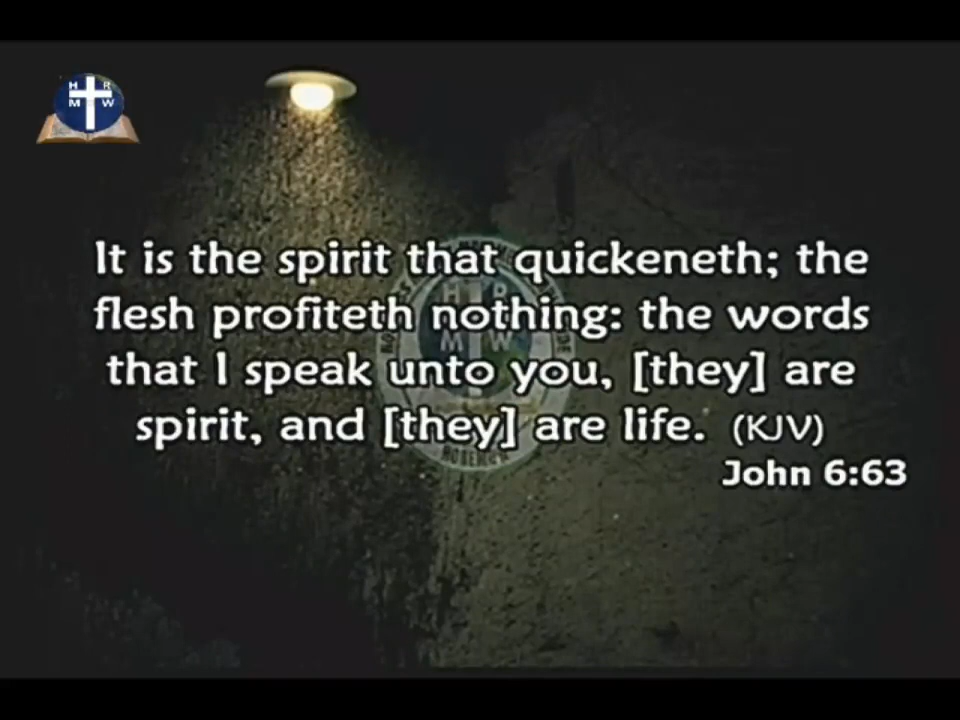 H R
M W
It is the spirit that quickeneth; the
flesh profiteth nothing: the words
that I speak unto you, [they] are
spirit, and [they] are life. (KJV)
John 6:63
H R
M W